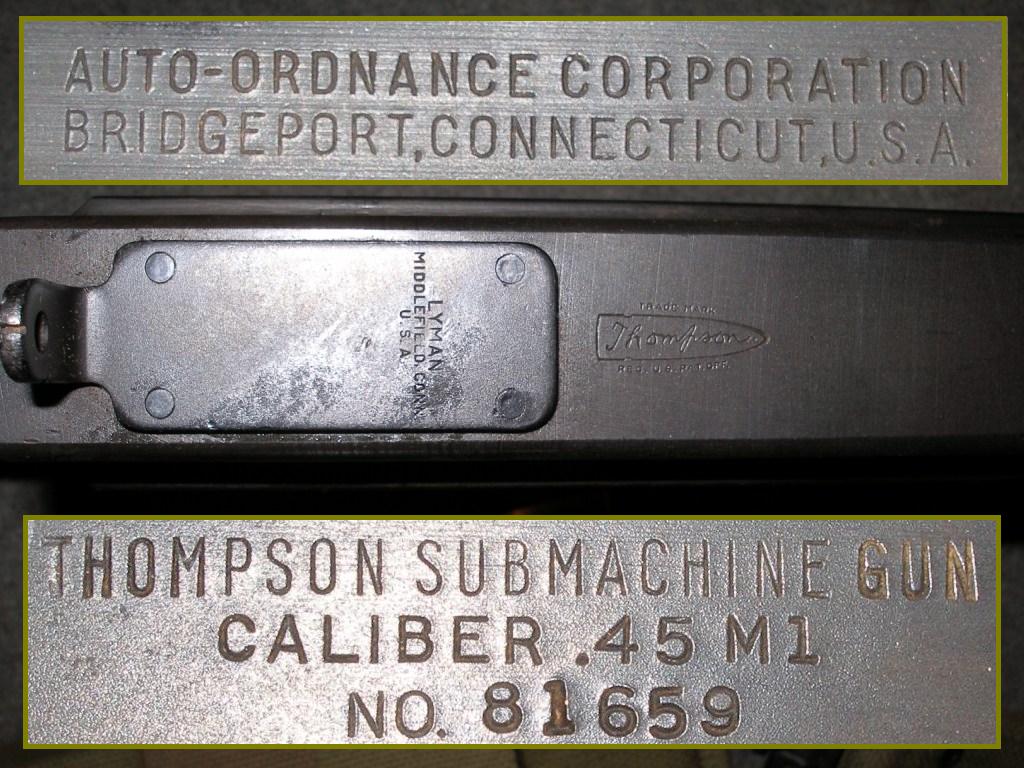 AUTO-ORDNANCE CORPORATION
BRIDGEPORT, CONNECTICUT, U.S.A.
LYMAN
MIDDLEFIELD, CONN.
U.S.A.
TRADE MARK
Thompson
REG. U.S. PAT. OFF.
THOMPSON SUBMACHINE GUN
CALIBER .45 M1
NO. 81659